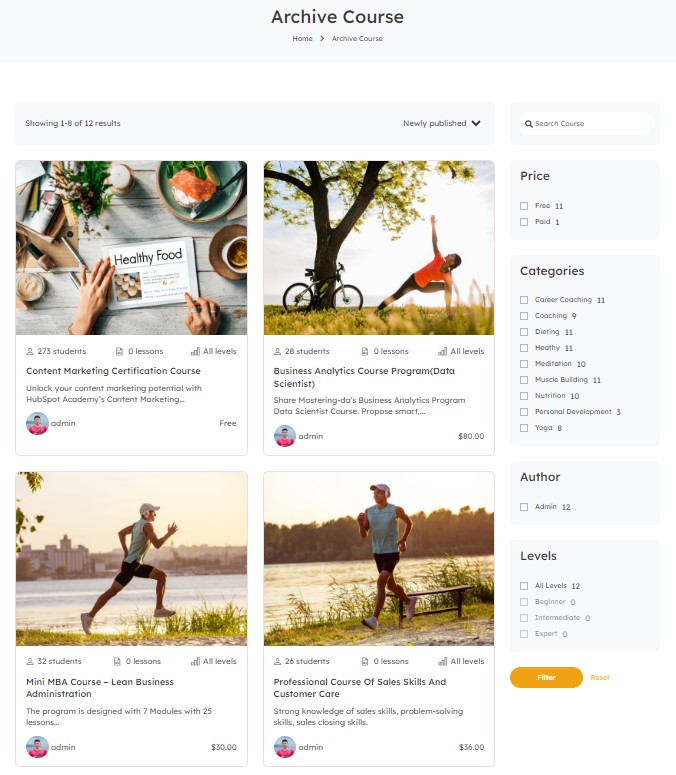 Archive Course
Home > Archive Course
Showing 1-8 of 12 results
Newly published
Healthy Food
273 students 0 lessons All levels
Content Marketing Certification Course
Unlock your content marketing potential with
HubSpot Academy's Content Marketing...
admin Free
28 students 0 lessons All levels
Business Analytics Course Program(Data
Scientist)
Share Mastering-da's Business Analytics Program
Data Scientist Course. Propose smart,...
admin $80.00
32 students 0 lessons All levels
Mini MBA Course – Lean Business
Administration
The program is designed with 7 Modules with 25
lessons...
admin $30.00
26 students 0 lessons All levels
Professional Course Of Sales Skills And
Customer Care
Strong knowledge of sales skills, problem-solving
skills, sales closing skills.
admin $36.00
Search Course
Price
Free 11
Paid 1
Categories
Career Coaching 11
Coaching 9
Dieting 11
Heathy 11
Meditation 10
Muscle Building 11
Nutrition 10
Personal Development 3
Yoga 8
Author
Admin 12
Levels
All Levels 12
Beginner 0
Intermediate 0
Expert 0
Filter Reset